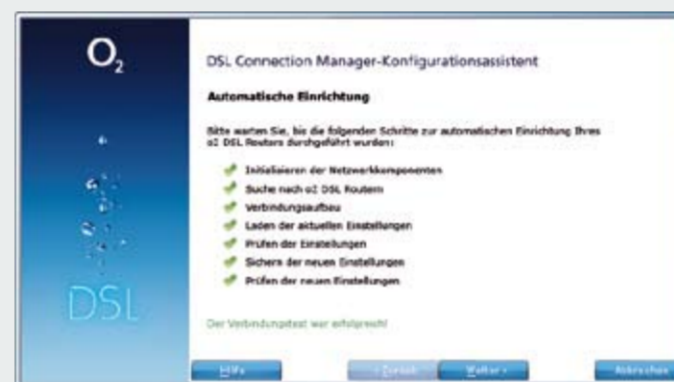 O2
DSL Connection Manager-Konfigurationsassistent
Automatische Einrichtung
Bitte warten Sie, bis die folgenden Schritte zur automatischen Einrichtung Ihres
o2 DSL Routers durchgeführt wurden:
Initialisieren der Netzwerkkomponenten
Suche nach o2 DSL Routern
Verbindungsaufbau
Laden der aktuellen Einstellungen
Prüfen der Einstellungen
Sichern der neuen Einstellungen
Prüfen der neuen Einstellungen
DSL
Der Verbindungstest war erfolgreich!
Hilfe < Zurück Weiter > Abbrechen